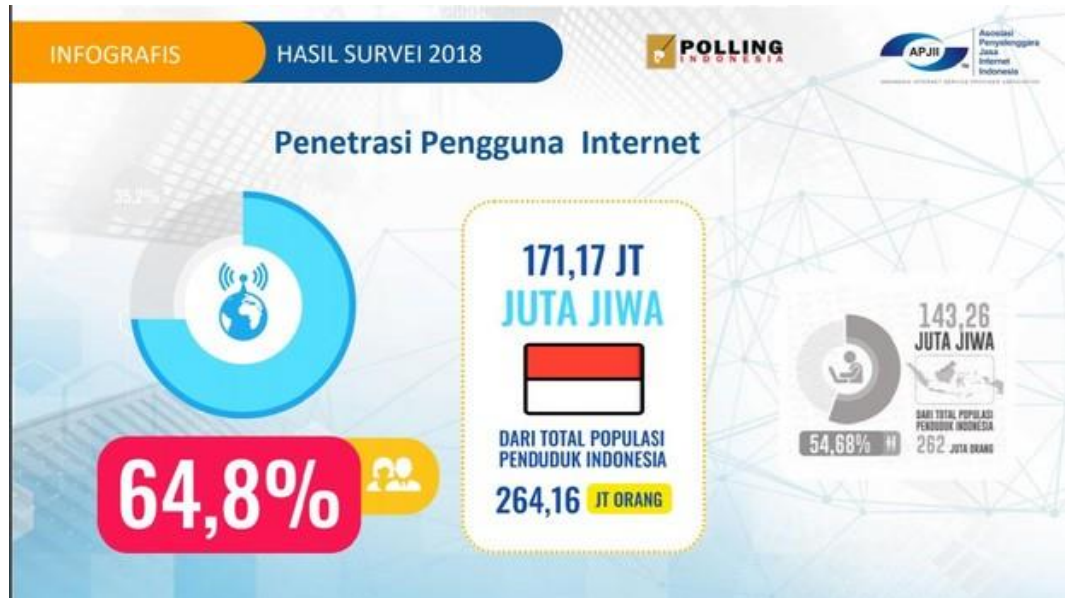 INFOGRAFIS
HASIL SURVEI 2018
POLLING
INDONESIA
APJII
Asosiasi
Penyelenggara
Jasa
Internet
Indonesia
Penetrasi Pengguna Internet
35,2%
64,8%
171,17 JT
JUTA JIWA
DARI TOTAL POPULASI
PENDUDUK INDONESIA
264,16 JT ORANG
143,26
JUTA JIWA
DARI TOTAL POPULASI
PENDUDUK INDONESIA
54,68%
262 JUTA ORANG